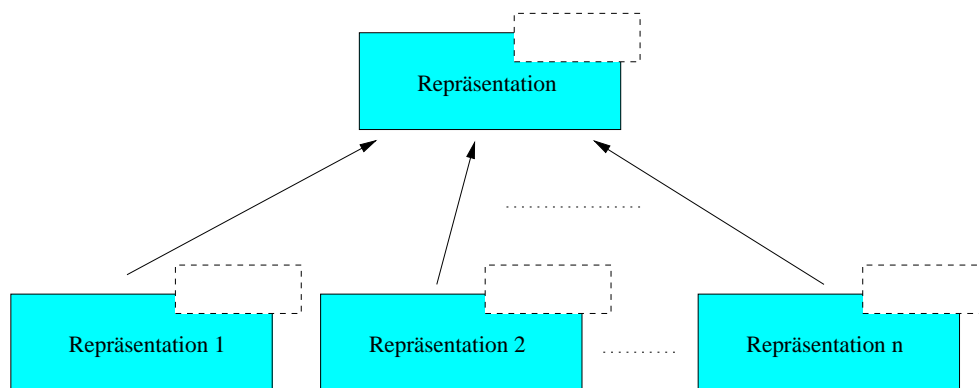 Repräsentation
Repräsentation 1
Repräsentation 2
Repräsentation n